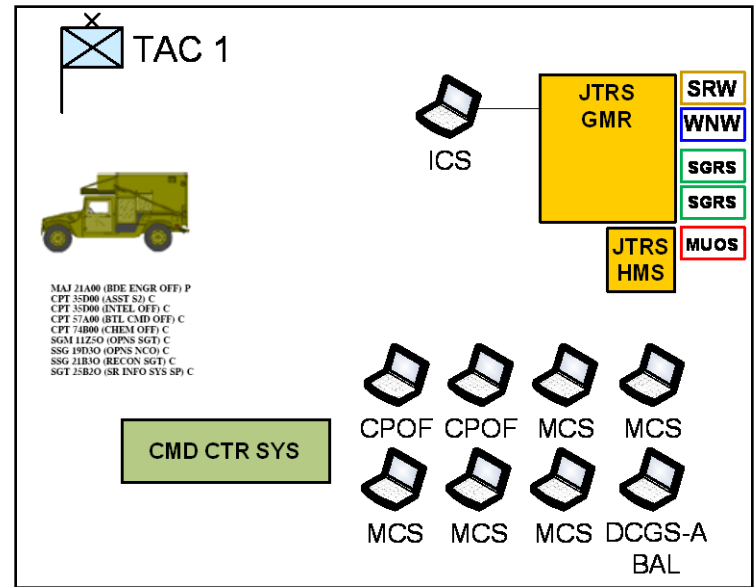 TAC 1
JTRS
GMR
SRW
WNW
SGRS
SGRS
ICS
JTRS
HMS
MUOS
MAJ 21A00 (BDE ENGR OFF) P
CPT 35D00 (ASST S2) C
CPT 35D00 (INTEL OFF) C
CPT 57A00 (BTL CMD OFF) C
CPT 74B00 (CHEM OFF) C
SGM 11Z5O (OPNS SGT) C
SSG 19D3O (OPNS NCO) C
SSG 21B3O (RECON SGT) C
SGT 25B2O (SR INFO SYS SP) C
CPOF CPOF MCS MCS
CMD CTR SYS
MCS MCS MCS DCGS-A
BAL